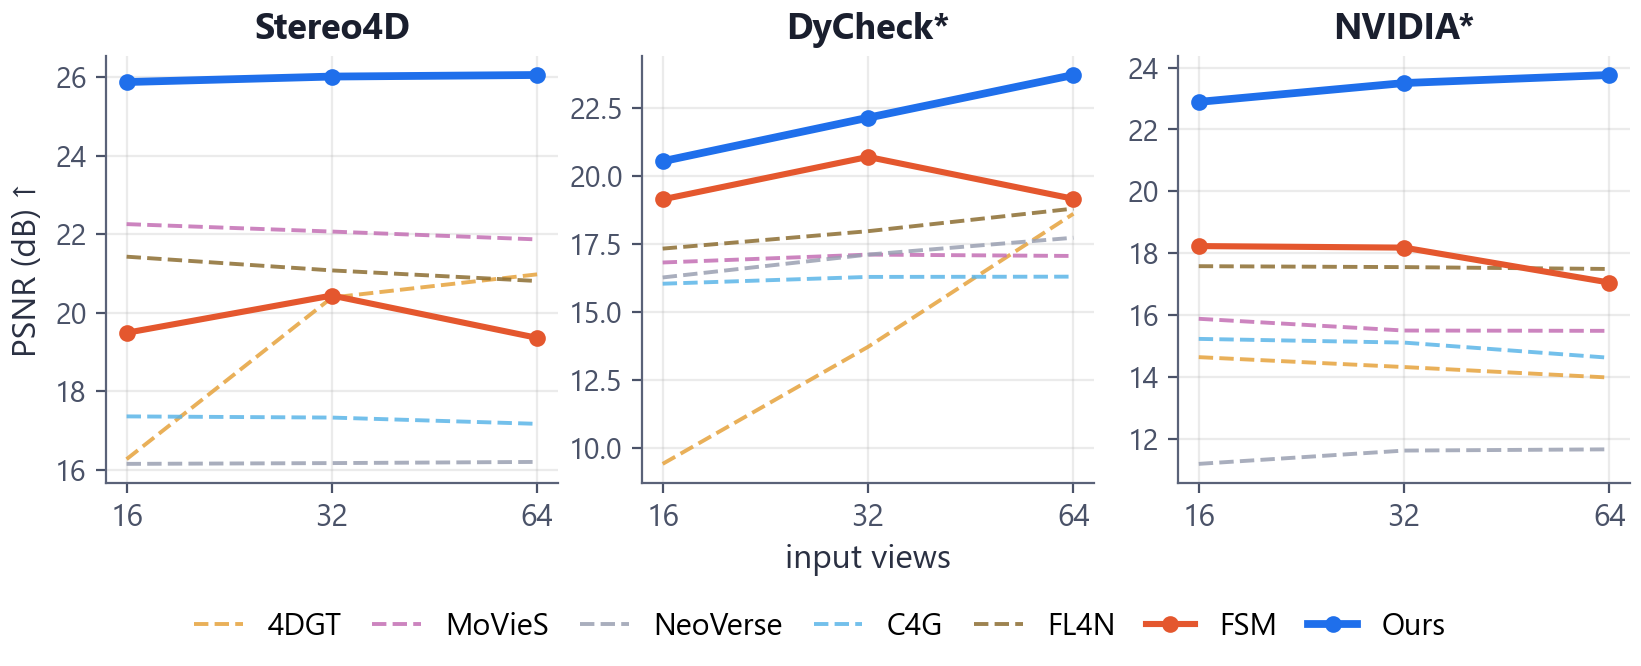 Stereo4D
DyCheck*
NVIDIA*
PSNR (dB) ↑
26
24
22
20
18
16
16 32 64
22.5
20.0
17.5
15.0
12.5
10.0
16 32 64
24
22
20
18
16
14
12
16 32 64
input views
4DGT MoVieS NeoVerse C4G FL4N FSM Ours